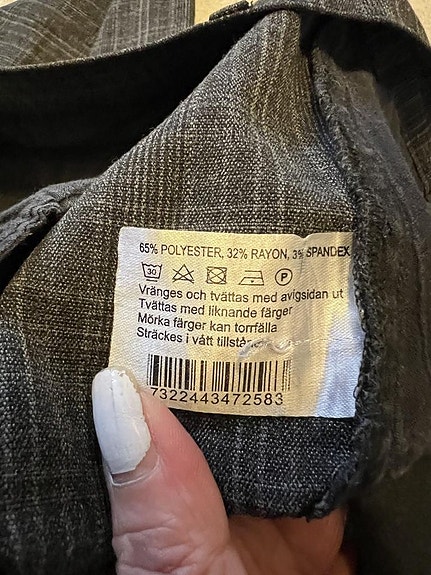 65% POLYESTER, 32% RAYON, 3% SPANDEX
30 P
Vränges och tvättas med avigsidan ut
Tvättas med liknande färger
Mörka färger kan torrfälla
Sträckes i vått tillstånd
7322443472583